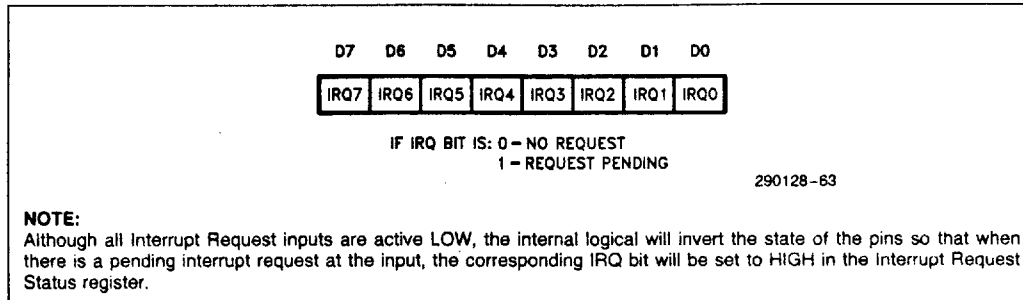 D7 D6 D5 D4 D3 D2 D1 D0
IRQ7 IRQ6 IRQ5 IRQ4 IRQ3 IRQ2 IRQ1 IRQ0
IF IRQ BIT IS: 0 – NO REQUEST
1 – REQUEST PENDING
290128–63
NOTE:
Although all Interrupt Request inputs are active LOW, the internal logical will invert the state of the pins so that when
there is a pending interrupt request at the input, the corresponding IRQ bit will be set to HIGH in the Interrupt Request
Status register.